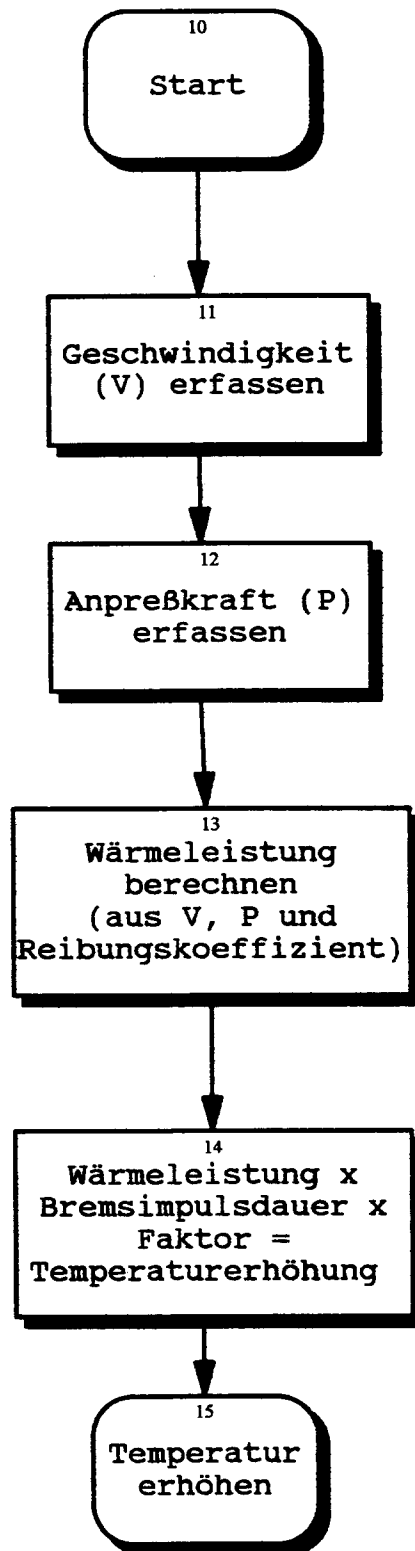 10
Start
11
Geschwindigkeit
(V) erfassen
12
Anpreßkraft (P)
erfassen
13
Wärmeleistung
berechnen
(aus V, P und
Reibungskoeffizient)
14
Wärmeleistung x
Bremsimpulsdauer x
Faktor =
Temperaturerhöhung
15
Temperatur
erhöhen